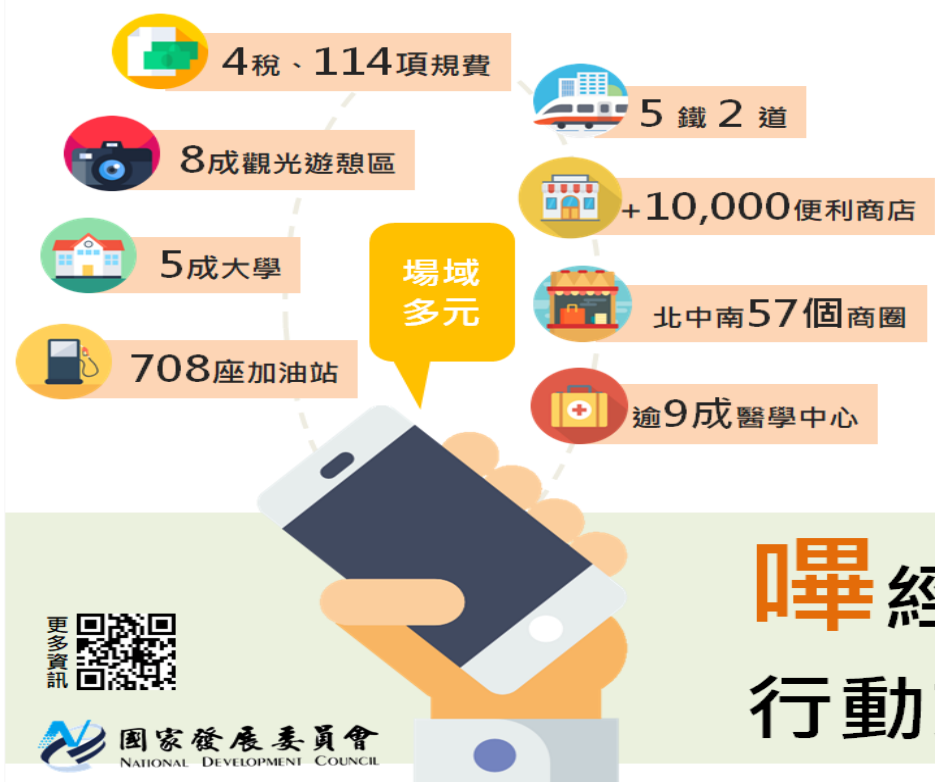 4稅、114項規費
8成觀光遊憩區
5成大學
708座加油站
場域
多元
5 鐵 2 道
+10,000便利商店
北中南57個商圈
逾9成醫學中心
嗶經
行動
更多資訊
國家發展委員會
NATIONAL DEVELOPMENT COUNCIL